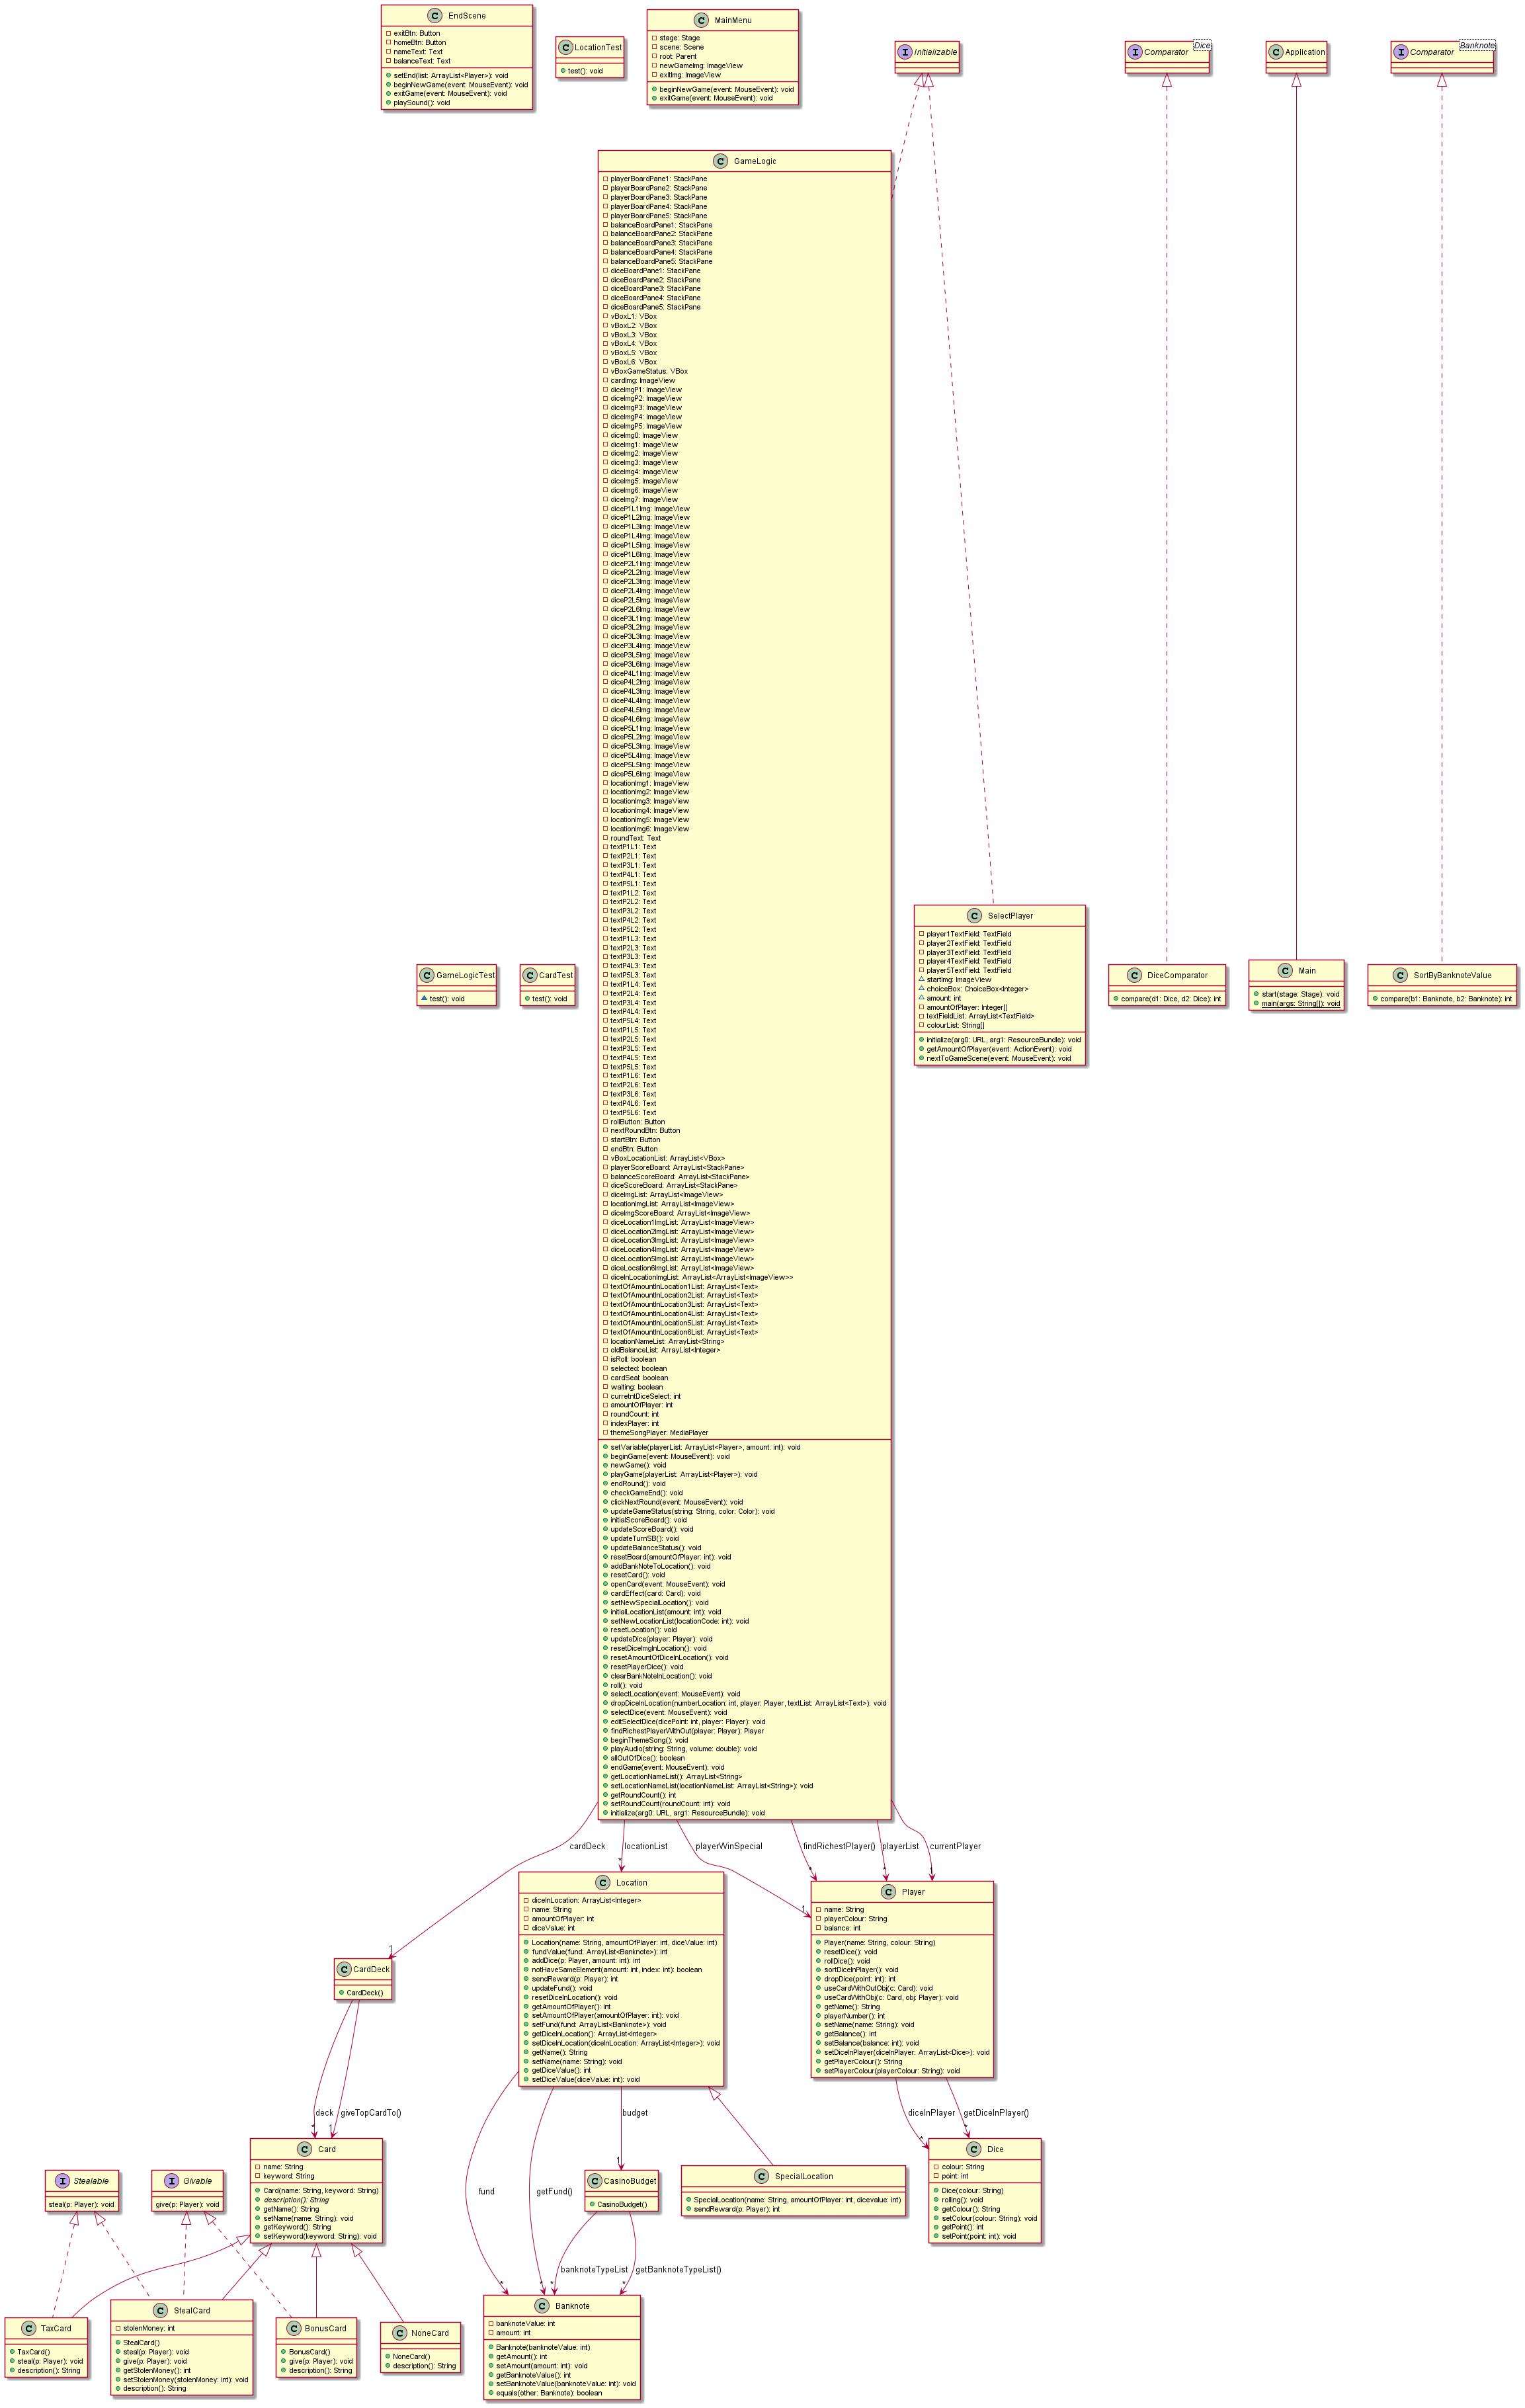 EndScene
exitBtn: Button
homeBtn: Button
nameText: Text
balanceText: Text
setEnd(list: ArrayList<Player>): void
beginNewGame(event: MouseEvent): void
exitGame(event: MouseEvent): void
playSound(): void
LocationTest
test(): void
MainMenu
stage: Stage
scene: Scene
root: Parent
newGameImg: ImageView
exitImg: ImageView
beginNewGame(event: MouseEvent): void
exitGame(event: MouseEvent): void
Initializable
Comparator
Dice
Application
Comparator
Banknote
GameLogic
playerBoardPane1: StackPane
playerBoardPane2: StackPane
playerBoardPane3: StackPane
playerBoardPane4: StackPane
playerBoardPane5: StackPane
balanceBoardPane1: StackPane
balanceBoardPane2: StackPane
balanceBoardPane3: StackPane
balanceBoardPane4: StackPane
balanceBoardPane5: StackPane
diceBoardPane1: StackPane
diceBoardPane2: StackPane
diceBoardPane3: StackPane
diceBoardPane4: StackPane
diceBoardPane5: StackPane
vBoxL1: VBox
vBoxL2: VBox
vBoxL3: VBox
vBoxL4: VBox
vBoxL5: VBox
vBoxL6: VBox
vBoxGameStatus: VBox
cardImg: ImageView
diceImgP1: ImageView
diceImgP2: ImageView
diceImgP3: ImageView
diceImgP4: ImageView
diceImgP5: ImageView
diceImg0: ImageView
diceImg1: ImageView
diceImg2: ImageView
diceImg3: ImageView
diceImg4: ImageView
diceImg5: ImageView
diceImg6: ImageView
diceImg7: ImageView
diceP1L1Img: ImageView
diceP1L2Img: ImageView
diceP1L3Img: ImageView
diceP1L4Img: ImageView
diceP1L5Img: ImageView
diceP1L6Img: ImageView
diceP2L1Img: ImageView
diceP2L2Img: ImageView
diceP2L3Img: ImageView
diceP2L4Img: ImageView
diceP2L5Img: ImageView
diceP2L6Img: ImageView
diceP3L1Img: ImageView
diceP3L2Img: ImageView
diceP3L3Img: ImageView
diceP3L4Img: ImageView
diceP3L5Img: ImageView
diceP3L6Img: ImageView
diceP4L1Img: ImageView
diceP4L2Img: ImageView
diceP4L3Img: ImageView
diceP4L4Img: ImageView
diceP4L5Img: ImageView
diceP4L6Img: ImageView
diceP5L1Img: ImageView
diceP5L2Img: ImageView
diceP5L3Img: ImageView
diceP5L4Img: ImageView
diceP5L5Img: ImageView
diceP5L6Img: ImageView
locationImg1: ImageView
locationImg2: ImageView
locationImg3: ImageView
locationImg4: ImageView
locationImg5: ImageView
locationImg6: ImageView
roundText: Text
textP1L1: Text
textP2L1: Text
textP3L1: Text
textP4L1: Text
textP5L1: Text
textP1L2: Text
textP2L2: Text
textP3L2: Text
textP4L2: Text
textP5L2: Text
textP1L3: Text
textP2L3: Text
textP3L3: Text
textP4L3: Text
textP5L3: Text
textP1L4: Text
textP2L4: Text
textP3L4: Text
textP4L4: Text
textP5L4: Text
textP1L5: Text
textP2L5: Text
textP3L5: Text
textP4L5: Text
textP5L5: Text
textP1L6: Text
textP2L6: Text
textP3L6: Text
textP4L6: Text
textP5L6: Text
rollButton: Button
nextRoundBtn: Button
startBtn: Button
endBtn: Button
vBoxLocationList: ArrayList<VBox>
playerScoreBoard: ArrayList<StackPane>
balanceScoreBoard: ArrayList<StackPane>
diceScoreBoard: ArrayList<StackPane>
diceImgList: ArrayList<ImageView>
locationImgList: ArrayList<ImageView>
diceImgScoreBoard: ArrayList<ImageView>
diceLocation1ImgList: ArrayList<ImageView>
diceLocation2ImgList: ArrayList<ImageView>
diceLocation3ImgList: ArrayList<ImageView>
diceLocation4ImgList: ArrayList<ImageView>
diceLocation5ImgList: ArrayList<ImageView>
diceLocation6ImgList: ArrayList<ImageView>
diceInLocationImgList: ArrayList<ArrayList<ImageView>>
textOfAmountInLocation1List: ArrayList<Text>
textOfAmountInLocation2List: ArrayList<Text>
textOfAmountInLocation3List: ArrayList<Text>
textOfAmountInLocation4List: ArrayList<Text>
textOfAmountInLocation5List: ArrayList<Text>
textOfAmountInLocation6List: ArrayList<Text>
locationNameList: ArrayList<String>
oldBalanceList: ArrayList<Integer>
isRoll: boolean
selected: boolean
cardSeal: boolean
waiting: boolean
curretntDiceSelect: int
amountOfPlayer: int
roundCount: int
indexPlayer: int
themeSongPlayer: MediaPlayer
setVariable(playerList: ArrayList<Player>, amount: int): void
beginGame(event: MouseEvent): void
newGame(): void
playGame(playerList: ArrayList<Player>): void
endRound(): void
checkGameEnd(): void
clickNextRound(event: MouseEvent): void
updateGameStatus(string: String, color: Color): void
initialScoreBoard(): void
updateScoreBoard(): void
updateTurnSB(): void
updateBalanceStatus(): void
resetBoard(amountOfPlayer: int): void
addBankNoteToLocation(): void
resetCard(): void
openCard(event: MouseEvent): void
cardEffect(card: Card): void
setNewSpecialLocation(): void
initialLocationList(amount: int): void
setNewLocationList(locationCode: int): void
resetLocation(): void
updateDice(player: Player): void
resetDiceImgInLocation(): void
resetAmountOfDiceInLocation(): void
resetPlayerDice(): void
clearBankNoteInLocation(): void
roll(): void
selectLocation(event: MouseEvent): void
dropDiceInLocation(numberLocation: int, player: Player, textList: ArrayList<Text>): void
selectDice(event: MouseEvent): void
editSelectDice(dicePoint: int, player: Player): void
findRichestPlayerWithOut(player: Player): Player
beginThemeSong(): void
playAudio(string: String, volume: double): void
allOutOfDice(): boolean
endGame(event: MouseEvent): void
getLocationNameList(): ArrayList<String>
setLocationNameList(locationNameList: ArrayList<String>): void
getRoundCount(): int
setRoundCount(roundCount: int): void
initialize(arg0: URL, arg1: ResourceBundle): void
GameLogicTest
test(): void
CardTest
test(): void
SelectPlayer
player1TextField: TextField
player2TextField: TextField
player3TextField: TextField
player4TextField: TextField
player5TextField: TextField
startImg: ImageView
choiceBox: ChoiceBox<Integer>
amount: int
amountOfPlayer: Integer[]
textFieldList: ArrayList<TextField>
colourList: String[]
initialize(arg0: URL, arg1: ResourceBundle): void
getAmountOfPlayer(event: ActionEvent): void
nextToGameScene(event: MouseEvent): void
DiceComparator
compare(d1: Dice, d2: Dice): int
Main
start(stage: Stage): void
main(args: String[]): void
SortByBanknoteValue
compare(b1: Banknote, b2: Banknote): int
cardDeck
locationList
playerWinSpecial
findRichestPlayer()
playerList
currentPlayer
1
*
1
*
*
1
CardDeck
CardDeck()
Location
diceInLocation: ArrayList<Integer>
name: String
amountOfPlayer: int
diceValue: int
Location(name: String, amountOfPlayer: int, diceValue: int)
fundValue(fund: ArrayList<Banknote>): int
addDice(p: Player, amount: int): int
notHaveSameElement(amount: int, index: int): boolean
sendReward(p: Player): int
updateFund(): void
resetDiceInLocation(): void
getAmountOfPlayer(): int
setAmountOfPlayer(amountOfPlayer: int): void
setFund(fund: ArrayList<Banknote>): void
getDiceInLocation(): ArrayList<Integer>
setDiceInLocation(diceInLocation: ArrayList<Integer>): void
getName(): String
setName(name: String): void
getDiceValue(): int
setDiceValue(diceValue: int): void
Player
name: String
playerColour: String
balance: int
Player(name: String, colour: String)
resetDice(): void
rollDice(): void
sortDiceInPlayer(): void
dropDice(point: int): int
useCardWithOutObj(c: Card): void
useCardWithObj(c: Card, obj: Player): void
getName(): String
playerNumber(): int
setName(name: String): void
getBalance(): int
setBalance(balance: int): void
setDiceInPlayer(diceInPlayer: ArrayList<Dice>): void
getPlayerColour(): String
setPlayerColour(playerColour: String): void
deck
giveTopCardTo()
*
1
fund
getFund()
budget
1
diceInPlayer
getDiceInPlayer()
*
*
Stealable
steal(p: Player): void
Givable
give(p: Player): void
Card
name: String
keyword: String
Card(name: String, keyword: String)
description(): String
getName(): String
setName(name: String): void
getKeyword(): String
setKeyword(keyword: String): void
CasinoBudget
CasinoBudget()
SpecialLocation
SpecialLocation(name: String, amountOfPlayer: int, dicevalue: int)
sendReward(p: Player): int
Dice
colour: String
point: int
Dice(colour: String)
rolling(): void
getColour(): String
setColour(colour: String): void
getPoint(): int
setPoint(point: int): void
banknoteTypeList
getBanknoteTypeList()
*
*
*
*
TaxCard
TaxCard()
steal(p: Player): void
description(): String
StealCard
stolenMoney: int
StealCard()
steal(p: Player): void
give(p: Player): void
getStolenMoney(): int
setStolenMoney(stolenMoney: int): void
description(): String
BonusCard
BonusCard()
give(p: Player): void
description(): String
NoneCard
NoneCard()
description(): String
Banknote
banknoteValue: int
amount: int
Banknote(banknoteValue: int)
getAmount(): int
setAmount(amount: int): void
getBanknoteValue(): int
setBanknoteValue(banknoteValue: int): void
equals(other: Banknote): boolean